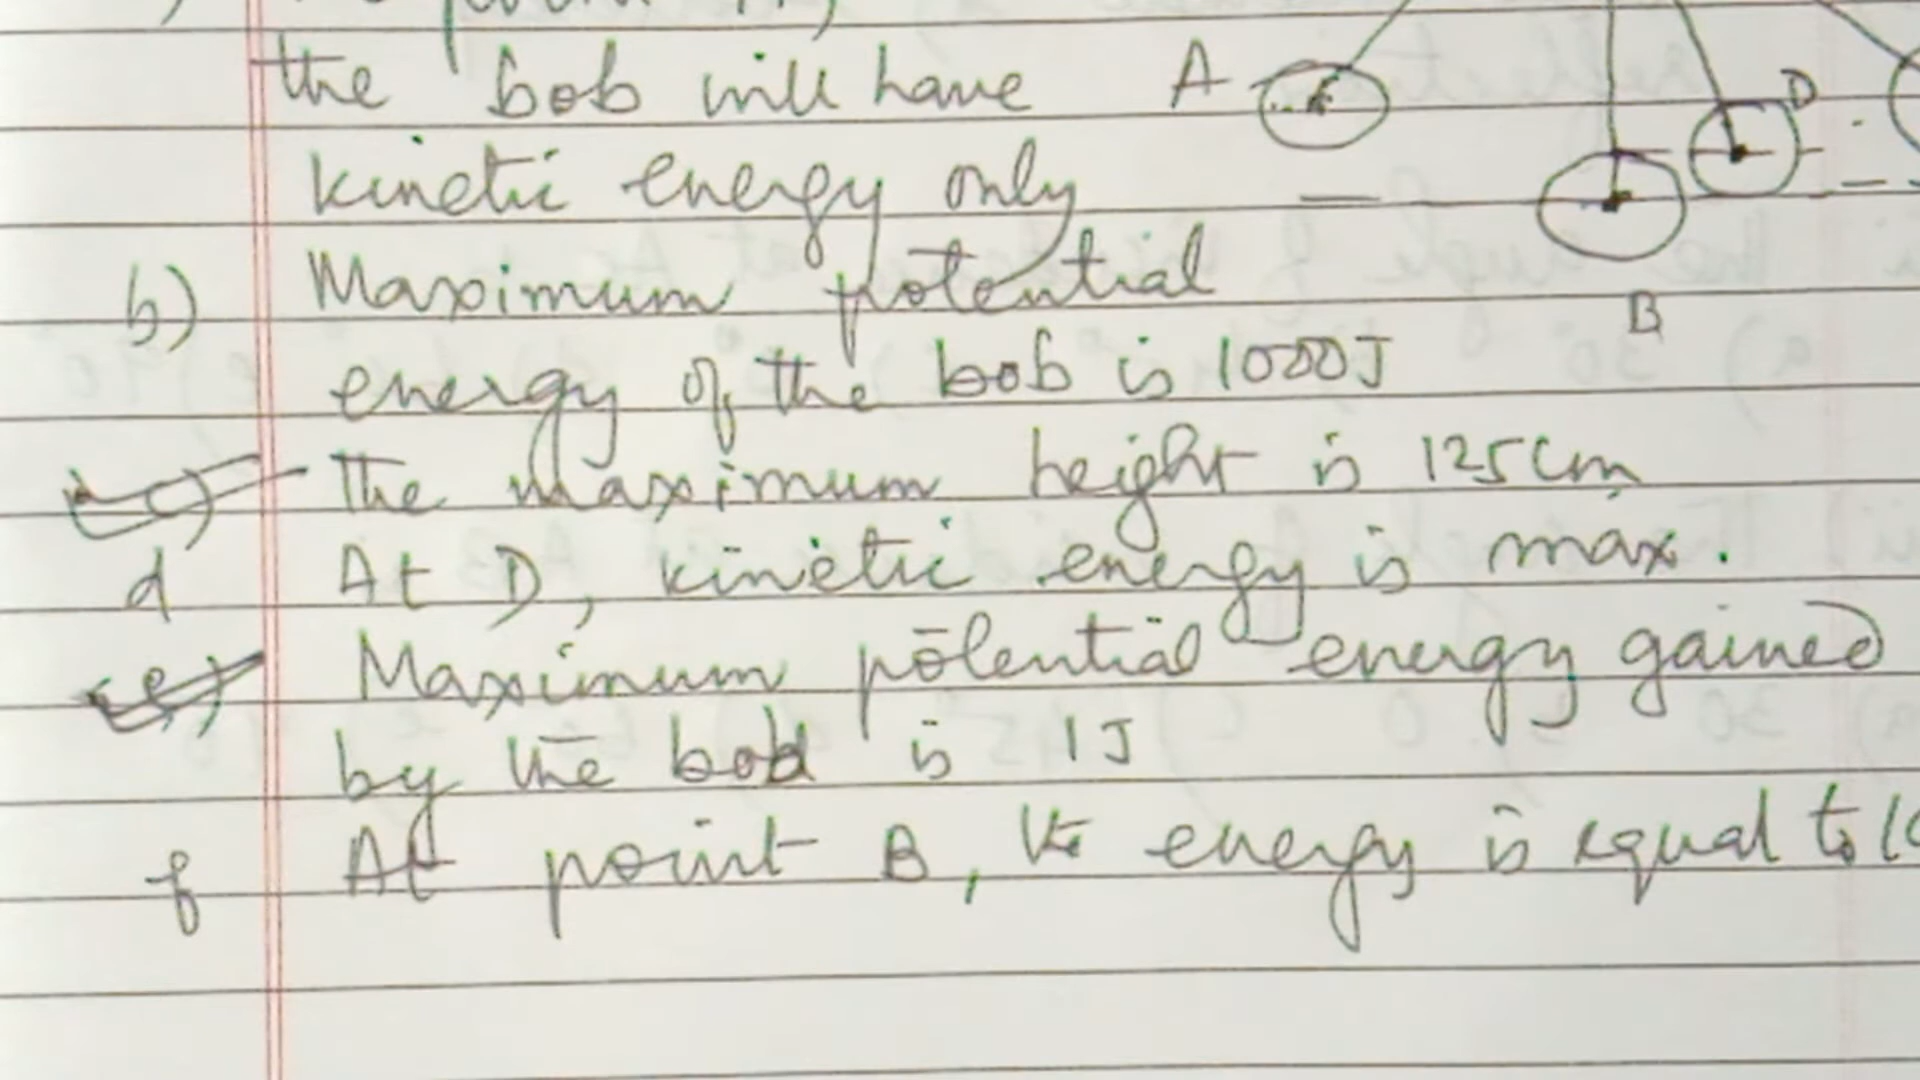 the bob will have A
kinetic energy only
D
b) Maximum potential
B
energy of the bob is 1000J
c) The maximum height is 125cm
d At D, kinetic energy is max.
e) Maximum potential energy gained
by the bob is 1J
f At point B, the energy is equal to